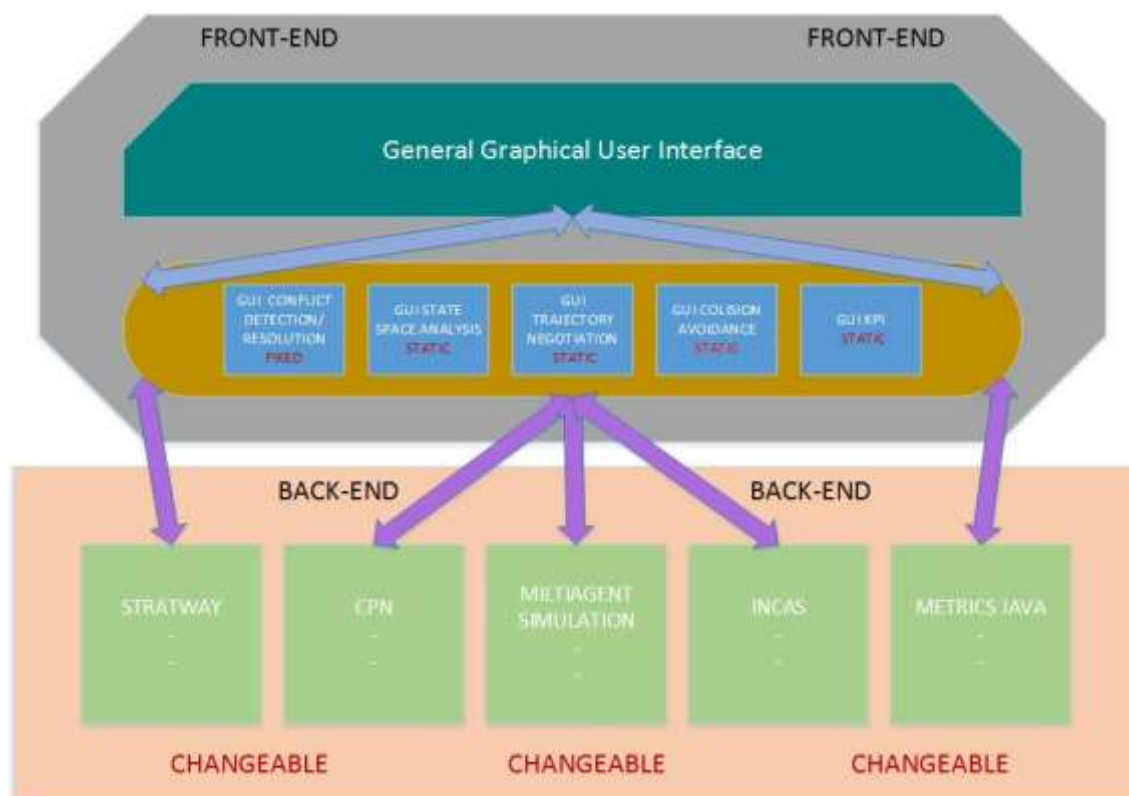 FRONT-END
FRONT-END
General Graphical User Interface
GUI CONFLICT
DETECTION/
RESOLUTION
FIXED
GUI STATE
SPACE ANALYSIS
STATIC
GUI
TRAJECTORY
NEGOTIATION
STATIC
GUI COLISION
AVOIDANCE
STATIC
GUI KPI
STATIC
BACK-END
BACK-END
STRATWAY
-
-
CPN
-
-
MILTIAGENT
SIMULATION
-
-
INCAS
-
-
METRICS JAVA
-
-
CHANGEABLE
CHANGEABLE
CHANGEABLE